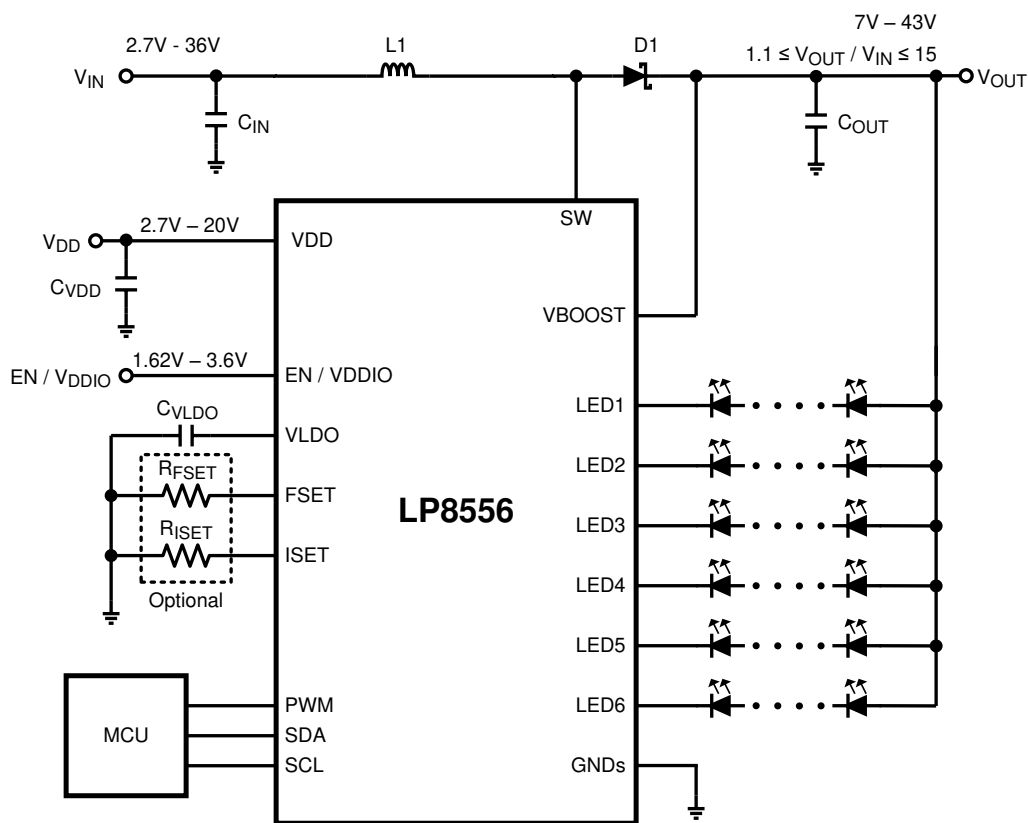 7V – 43V
2.7V - 36V
L1
D1
1.1 ≤ VOUT / VIN ≤ 15
VIN
VOUT
CIN
COUT
SW
2.7V – 20V
VDD
VDD
CVDD
VBOOST
1.62V – 3.6V
EN / VDDIO
EN / VDDIO
CVLDO
VLDO
LED1
RFSET
FSET
LED2
LP8556
RISET
ISET
LED3
Optional
LED4
LED5
MCU
PWM
SDA
SCL
LED6
GNDs